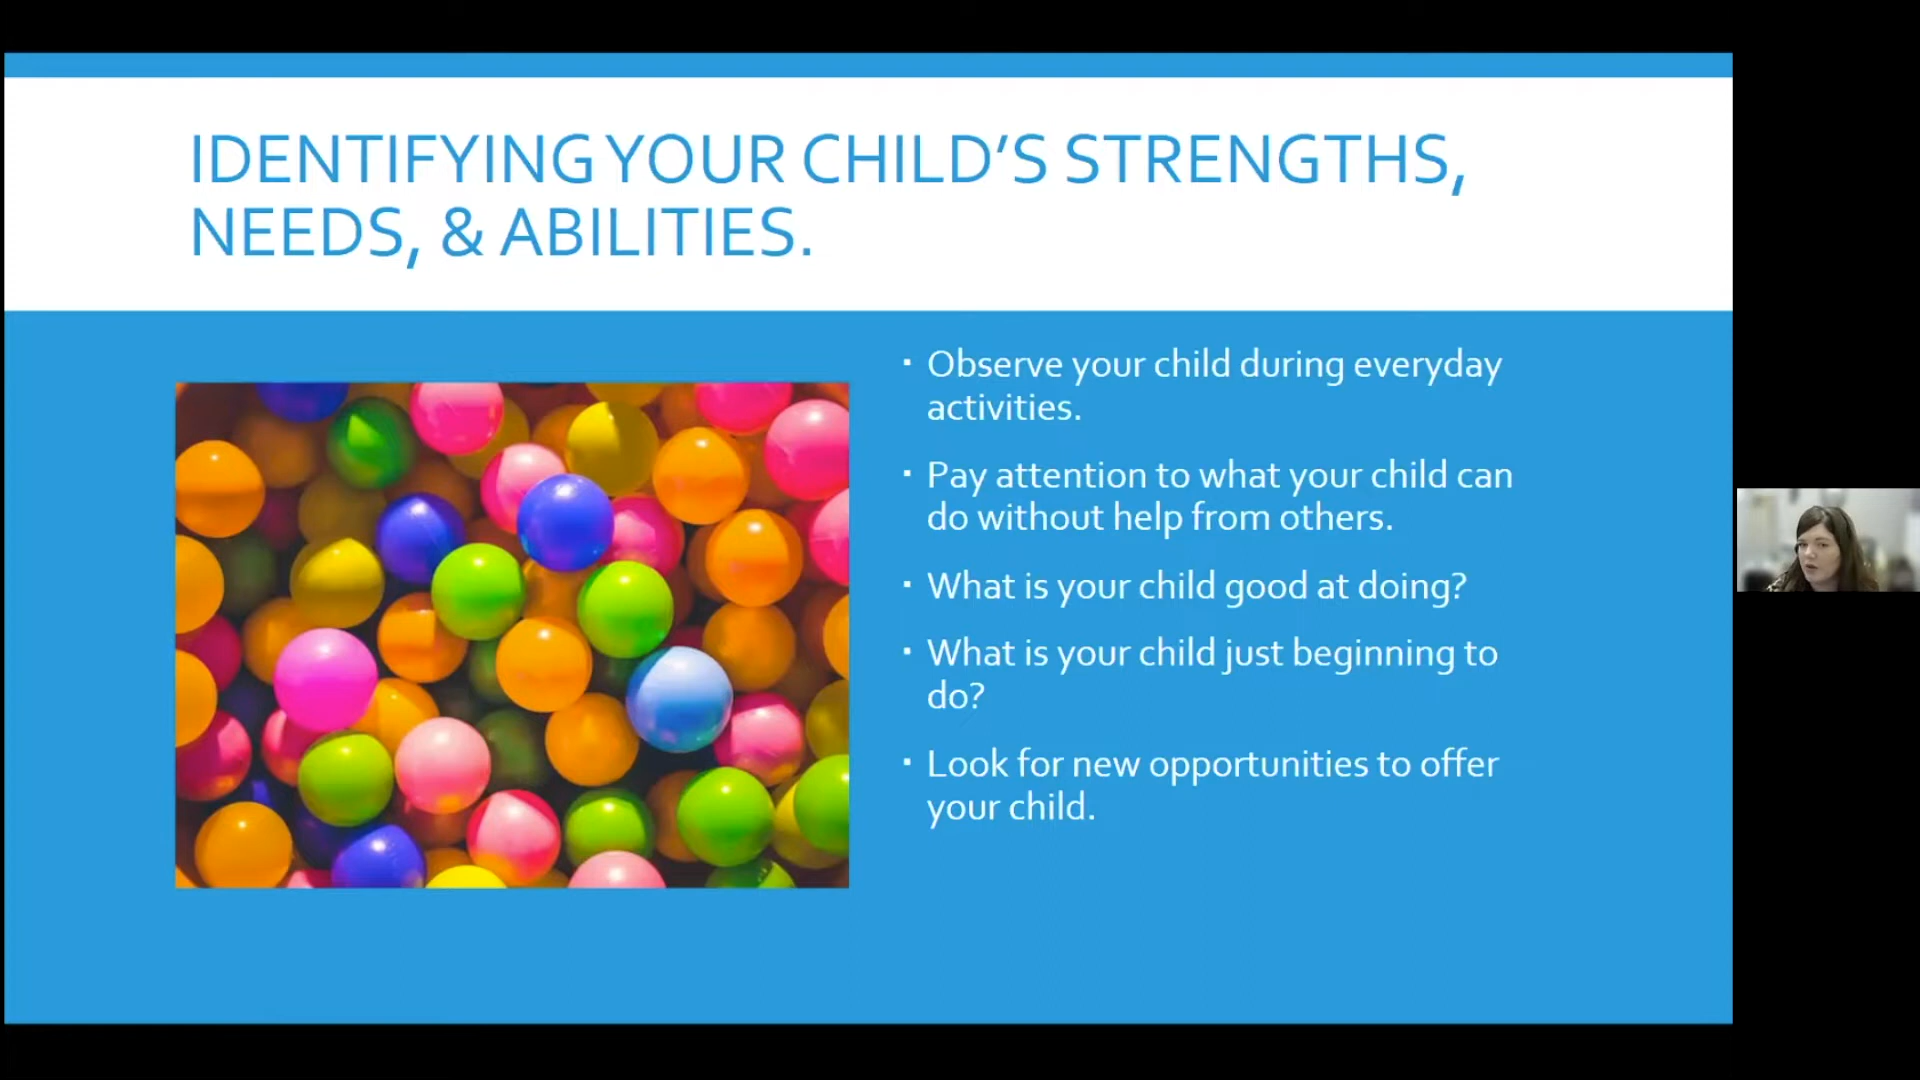 IDENTIFYING YOUR CHILD’S STRENGTHS,
NEEDS, & ABILITIES.
▪ Observe your child during everyday
activities.
▪ Pay attention to what your child can
do without help from others.
▪ What is your child good at doing?
▪ What is your child just beginning to
do?
▪ Look for new opportunities to offer
your child.